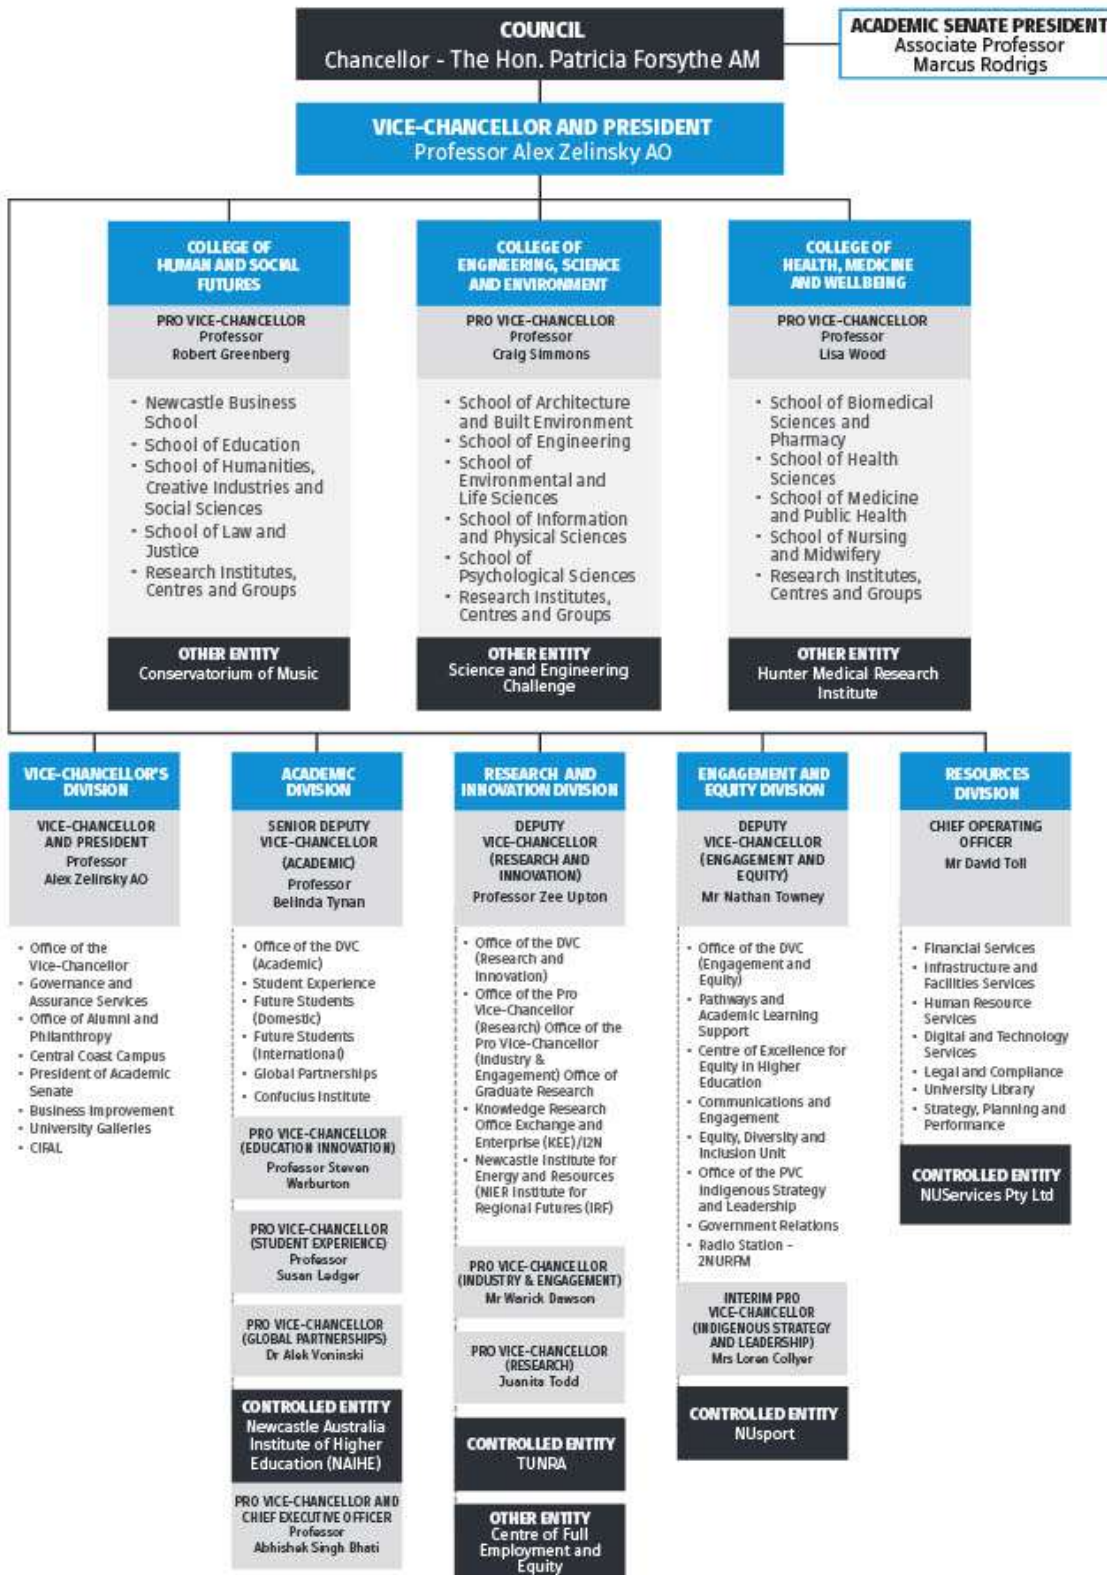 COUNCIL
Chancellor - The Hon. Patricia Forsythe AM
ACADEMIC SENATE PRESIDENT
Associate Professor
Marcus Rodrigs
VICE-CHANCELLOR AND PRESIDENT
Professor Alex Zelinsky AO
COLLEGE OF
HUMAN AND SOCIAL
FUTURES
PRO VICE-CHANCELLOR
Professor
Robert Greenberg
• Newcastle Business
School
• School of Education
• School of Humanities,
Creative Industries and
Social Sciences
• School of Law and
Justice
• Research Institutes,
Centres and Groups
OTHER ENTITY
Conservatorium of Music
COLLEGE OF
ENGINEERING, SCIENCE
AND ENVIRONMENT
PRO VICE-CHANCELLOR
Professor
Craig Simmons
• School of Architecture
and Built Environment
• School of Engineering
• School of
Environmental and
Life Sciences
• School of Information
and Physical Sciences
• School of
Psychological Sciences
• Research Institutes,
Centres and Groups
OTHER ENTITY
Science and Engineering
Challenge
COLLEGE OF
HEALTH, MEDICINE
AND WELLBEING
PRO VICE-CHANCELLOR
Professor
Lisa Wood
• School of Biomedical
Sciences and
Pharmacy
• School of Health
Sciences
• School of Medicine
and Public Health
• School of Nursing
and Midwifery
• Research Institutes,
Centres and Groups
OTHER ENTITY
Hunter Medical Research
Institute
VICE-CHANCELLOR'S
DIVISION
VICE-CHANCELLOR
AND PRESIDENT
Professor
Alex Zelinsky AO
• Office of the
Vice-Chancellor
• Governance and
Assurance Services
• Office of Alumni and
Philanthropy
• Central Coast Campus
• President of Academic
Senate
• Business Improvement
• University Galleries
• CIFAL
ACADEMIC
DIVISION
SENIOR DEPUTY
VICE-CHANCELLOR
(ACADEMIC)
Professor
Belinda Tynan
• Office of the DVC
(Academic)
• Student Experience
• Future Students
(Domestic)
• Future Students
(International)
• Global Partnerships
• Confucius Institute
PRO VICE-CHANCELLOR
(EDUCATION INNOVATION)
Professor Steven
Warburton
PRO VICE-CHANCELLOR
(STUDENT EXPERIENCE)
Professor
Susan Ledger
PRO VICE-CHANCELLOR
(GLOBAL PARTNERSHIPS)
Dr Alek Voninski
CONTROLLED ENTITY
Newcastle Australia
Institute of Higher
Education (NAIHE)
PRO VICE-CHANCELLOR AND
CHIEF EXECUTIVE OFFICER
Professor
Abhishek Singh Bhati
RESEARCH AND
INNOVATION DIVISION
DEPUTY
VICE-CHANCELLOR
(RESEARCH AND
INNOVATION)
Professor Zee Upton
• Office of the DVC
(Research and
Innovation)
• Office of the Pro
Vice-Chancellor
(Research) Office of the
Pro Vice-Chancellor
(Industry &
Engagement) Office of
Graduate Research
• Knowledge Research
Office Exchange and
Enterprise (KEE)/I2N
• Newcastle Institute for
Energy and Resources
(NIER Institute for
Regional Futures (IRF)
PRO VICE-CHANCELLOR
(INDUSTRY & ENGAGEMENT)
Mr Warick Dawson
PRO VICE-CHANCELLOR
(RESEARCH)
Juanita Todd
CONTROLLED ENTITY
TUNRA
OTHER ENTITY
Centre of Full
Employment and
Equity
ENGAGEMENT AND
EQUITY DIVISION
DEPUTY
VICE-CHANCELLOR
(ENGAGEMENT AND
EQUITY)
Mr Nathan Towney
• Office of the DVC
(Engagement and
Equity)
• Pathways and
Academic Learning
Support
• Centre of Excellence for
Equity in Higher
Education
• Communications and
Engagement
• Equity, Diversity and
Inclusion Unit
• Office of the PVC
Indigenous Strategy
and Leadership
• Government Relations
• Radio Station –
2NURFM
INTERIM PRO
VICE-CHANCELLOR
(INDIGENOUS STRATEGY
AND LEADERSHIP)
Mrs Loren Collyer
CONTROLLED ENTITY
NUsport
RESOURCES
DIVISION
CHIEF OPERATING
OFFICER
Mr David Toll
• Financial Services
• Infrastructure and
Facilities Services
• Human Resource
Services
• Digital and Technology
Services
• Legal and Compliance
• University Library
• Strategy, Planning and
Performance
CONTROLLED ENTITY
NUServices Pty Ltd